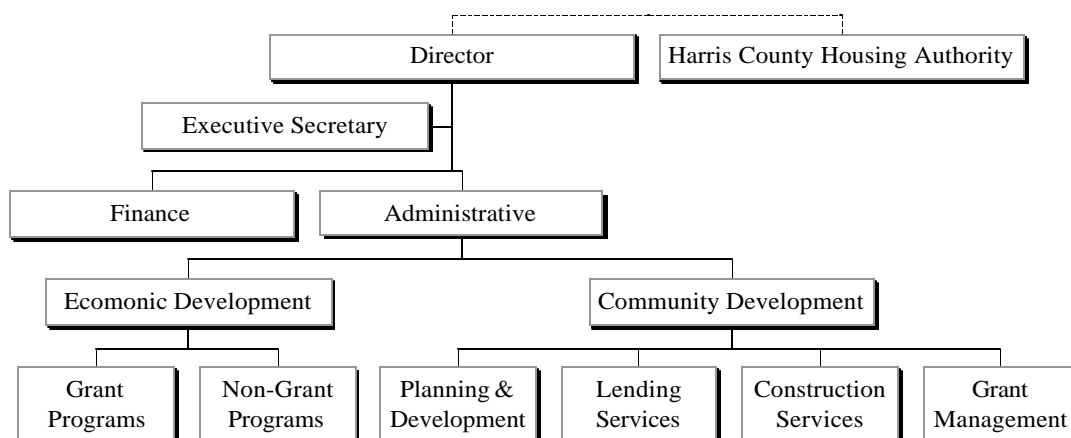 Director
Harris County Housing Authority
Executive Secretary
Finance
Administrative
Ecomonic Development
Community Development
Grant
Programs
Non-Grant
Programs
Planning &
Development
Lending
Services
Construction
Services
Grant
Management